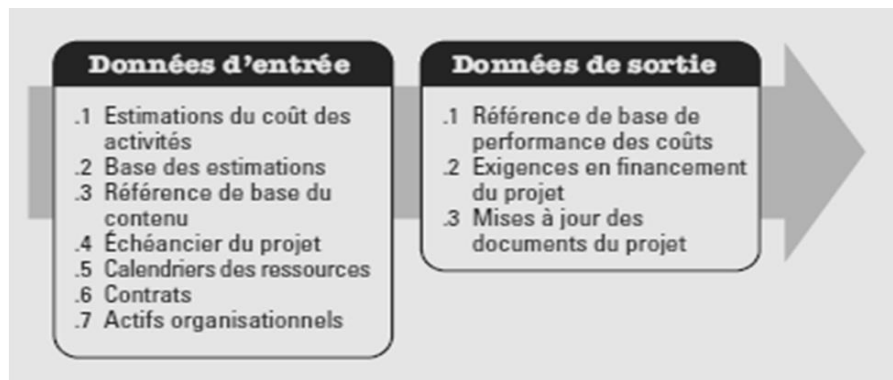 Données d'entrée
.1 Estimations du coût des
activités
.2 Base des estimations
.3 Référence de base du
contenu
.4 Échéancier du projet
.5 Calendriers des ressources
.6 Contrats
.7 Actifs organisationnels
Données de sortie
.1 Référence de base de
performance des coûts
.2 Exigences en financement
du projet
.3 Mises à jour des
documents du projet